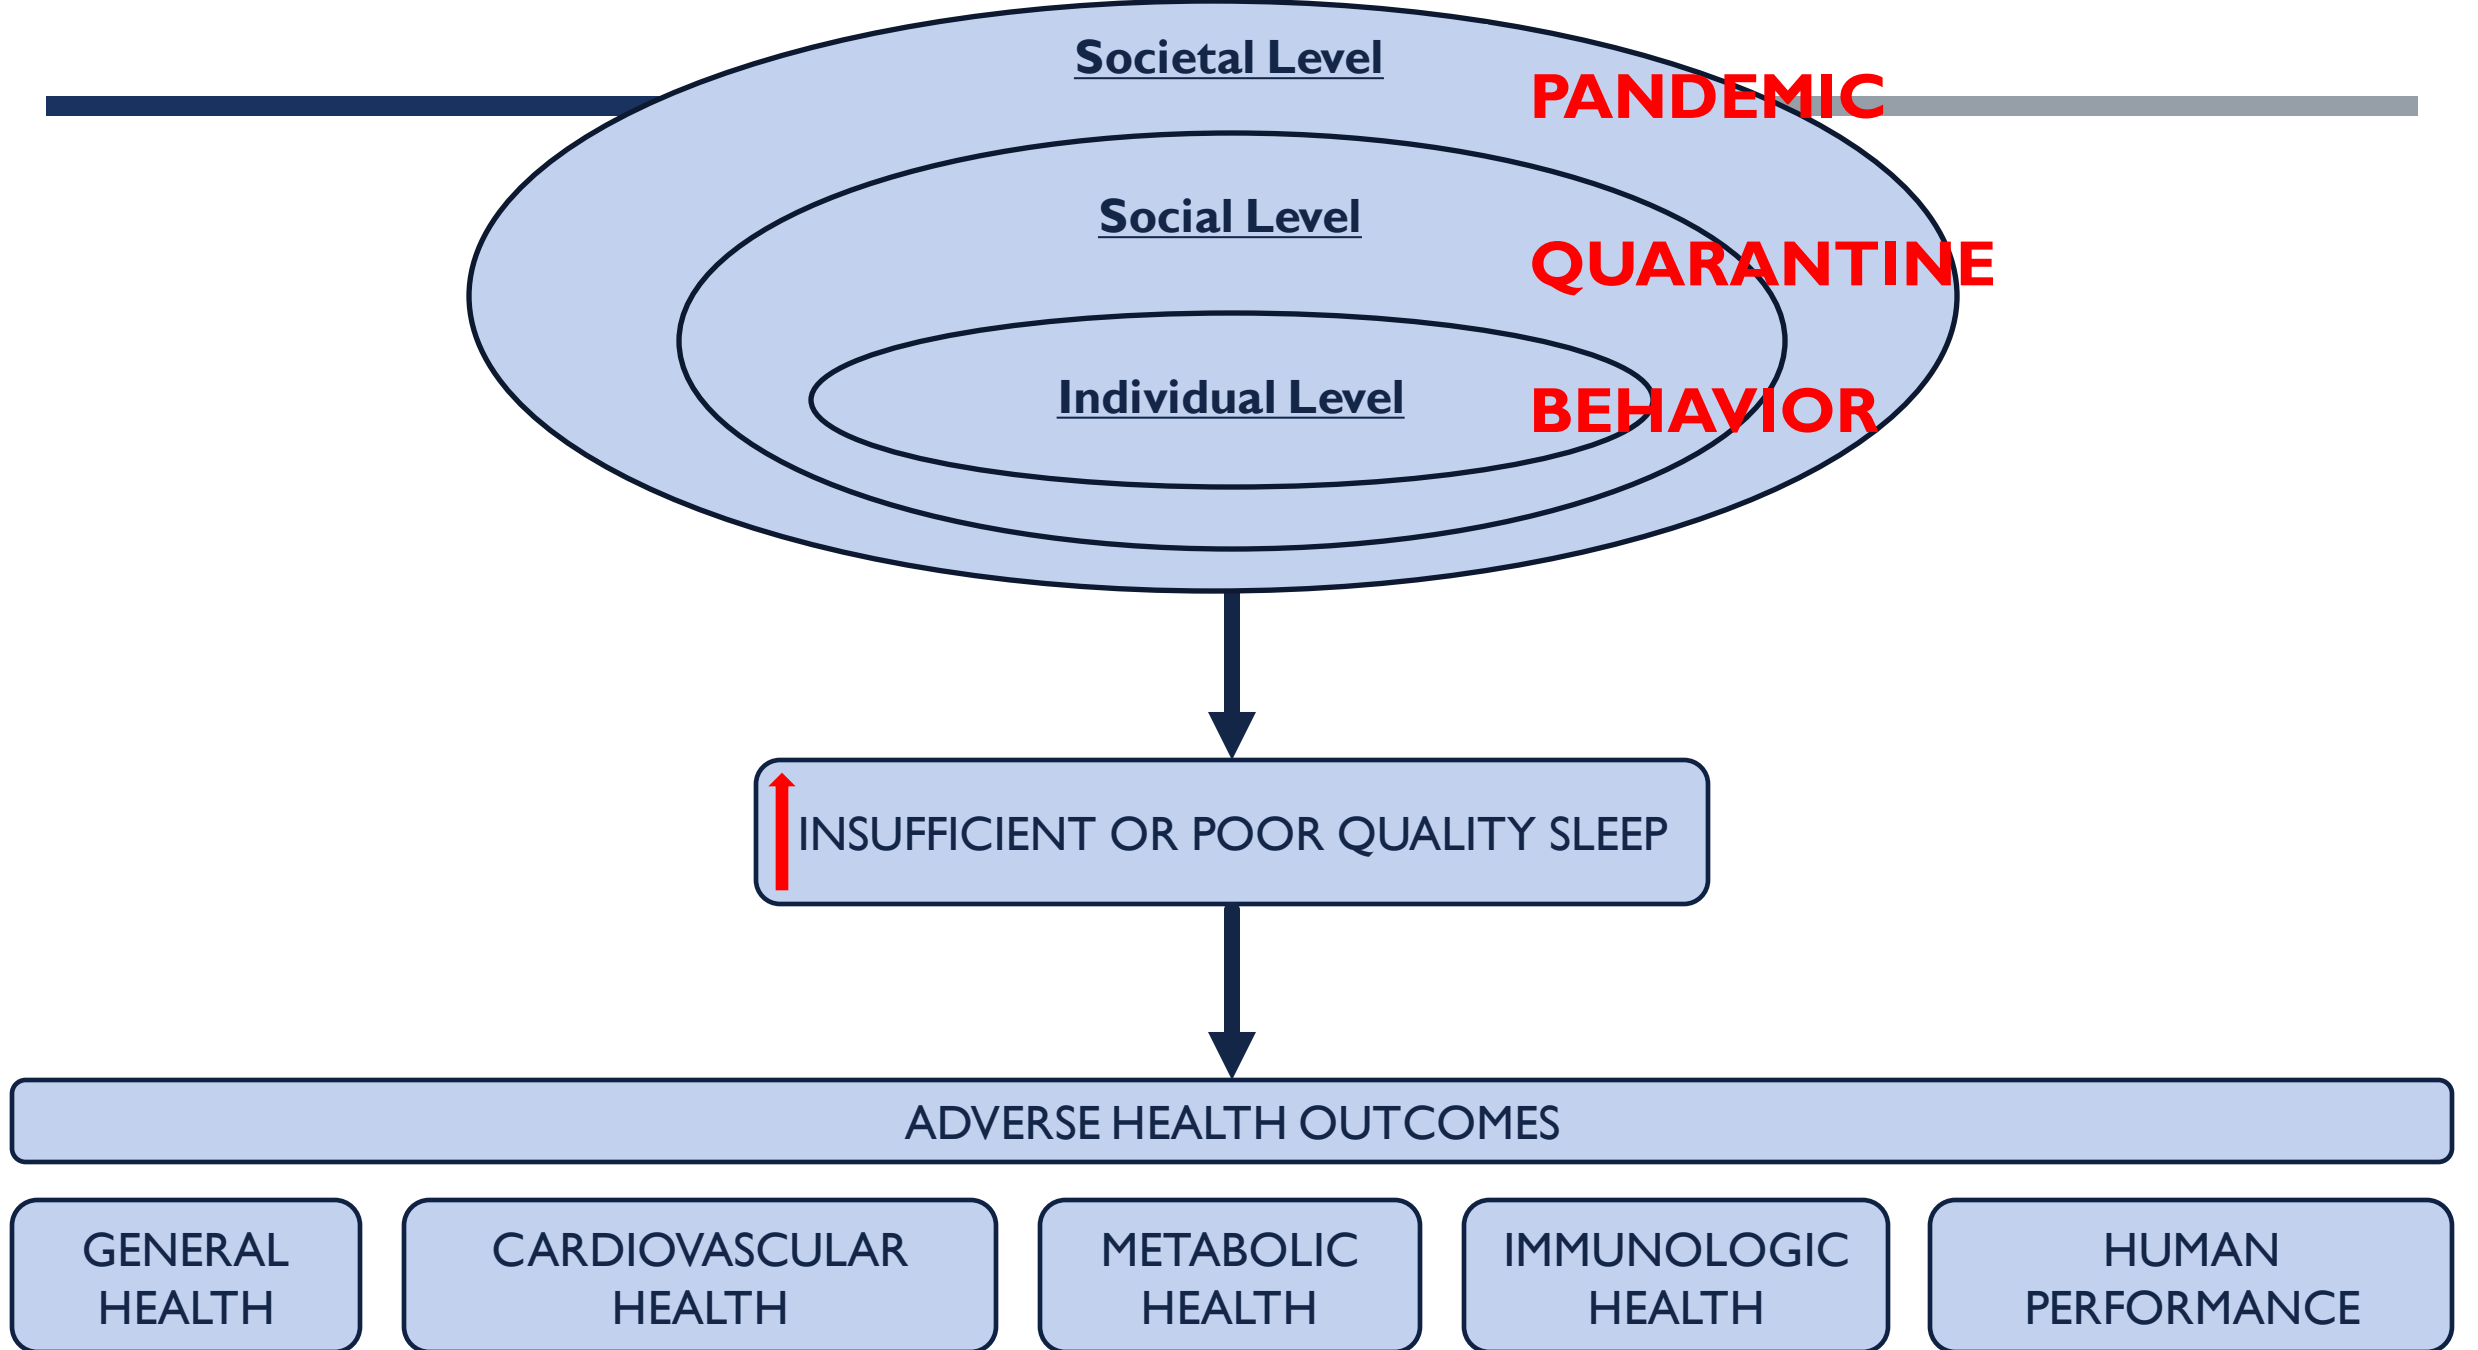 Societal Level
PANDEMIC
Social Level
QUARANTINE
Individual Level
BEHAVIOR
INSUFFICIENT OR POOR QUALITY SLEEP
ADVERSE HEALTH OUTCOMES
GENERAL
HEALTH
CARDIOVASCULAR
HEALTH
METABOLIC
HEALTH
IMMUNOLOGIC
HEALTH
HUMAN
PERFORMANCE